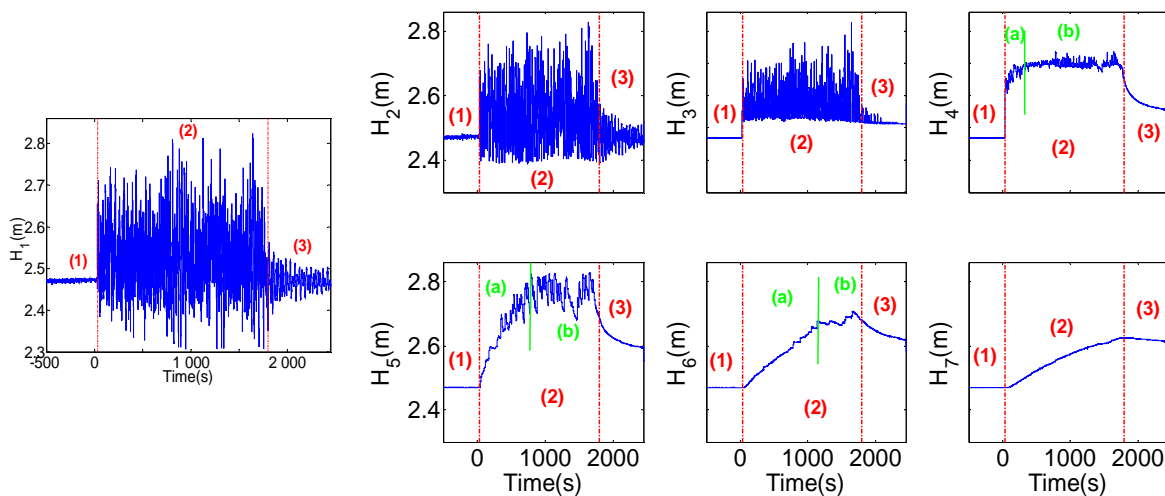 H1(m)
2.8
2.7
2.6
2.5
2.4
2.3
(1)
(2)
(3)
-500
0
1 000
2 000
Time(s)
H2(m)
2.8
2.6
2.4
(1)
(2)
(3)
H3(m)
(1)
(2)
(3)
H4(m)
(a)
(b)
(1)
(2)
(3)
H5(m)
2.8
2.6
2.4
(a)
(b)
(1)
(2)
(3)
0 1000 2000
Time(s)
H6(m)
(a)
(b)
(1)
(2)
(3)
0 1000 2000
Time(s)
H7(m)
(1)
(2)
(3)
0 1000 2000
Time(s)